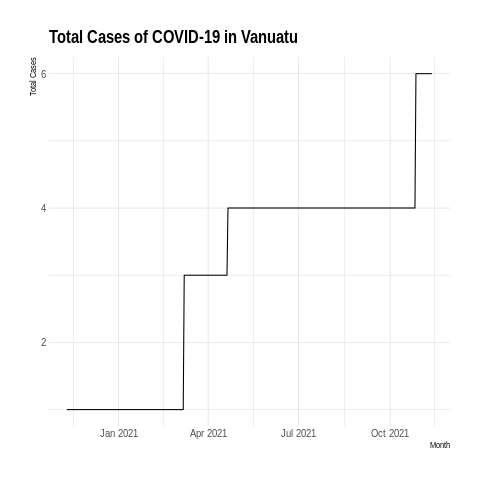 Total Cases of COVID-19 in Vanuatu
Total Cases
6
4
2
Jan 2021 Apr 2021 Jul 2021 Oct 2021
Month